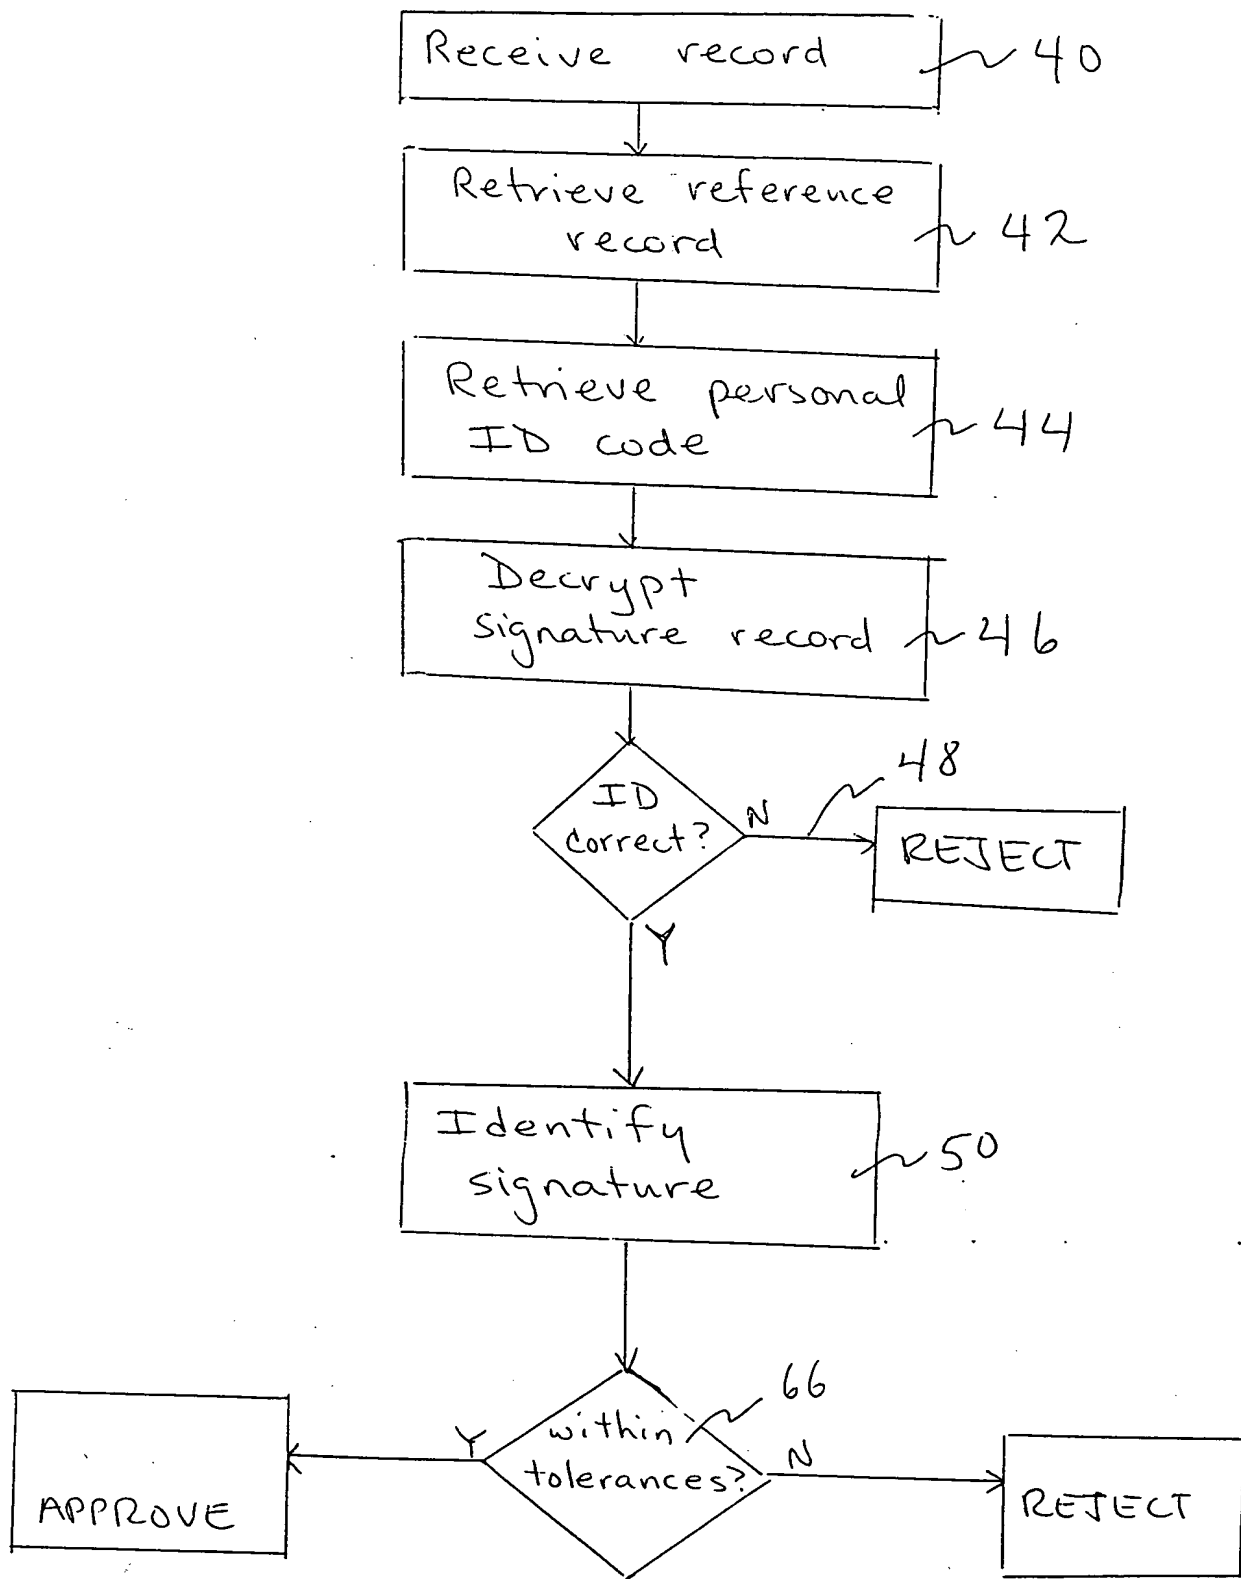 Receive record 40
Retrieve reference
record 42
Retrieve personal
ID code 44
Decrypt
signature record 46
48
ID
correct?
N
REJECT
Y
Identify
signature 50
66
within
tolerances?
Y
N
APPROVE
REJECT